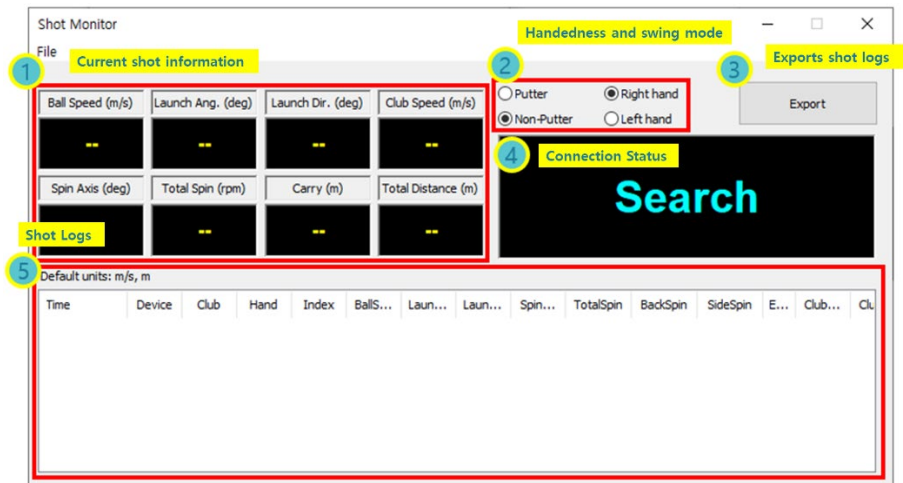 Shot Monitor
File
Current shot information
Handedness and swing mode
Exports shot logs
1
2
3
Ball Speed (m/s)
Launch Ang. (deg)
Launch Dir. (deg)
Club Speed (m/s)
--
--
--
--
Putter
Right hand
Non-Putter
Left hand
Export
4
Connection Status
Search
Spin Axis (deg)
Total Spin (rpm)
Carry (m)
Total Distance (m)
--
--
--
Shot Logs
5
Default units: m/s, m
Time Device Club Hand Index BallS... Laun... Laun... Spin... TotalSpin BackSpin SideSpin E... Club... Clu